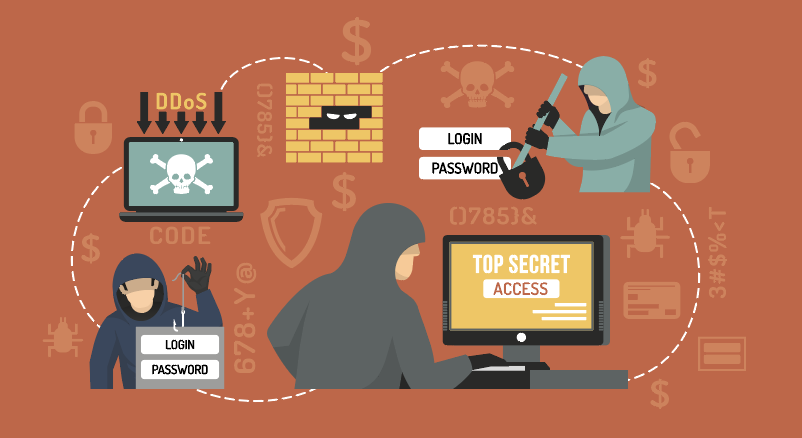 $
DDoS
()785}&
$
LOGIN
PASSWORD
$
()785}&
CODE
$
TOP SECRET
ACCESS
3#$%<T
678+Y@
LOGIN
PASSWORD
$